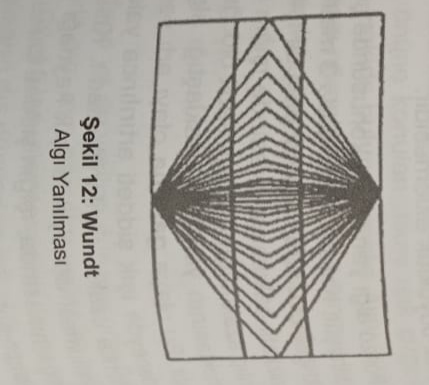 Şekil 12: Wundt
Algı Yanılması